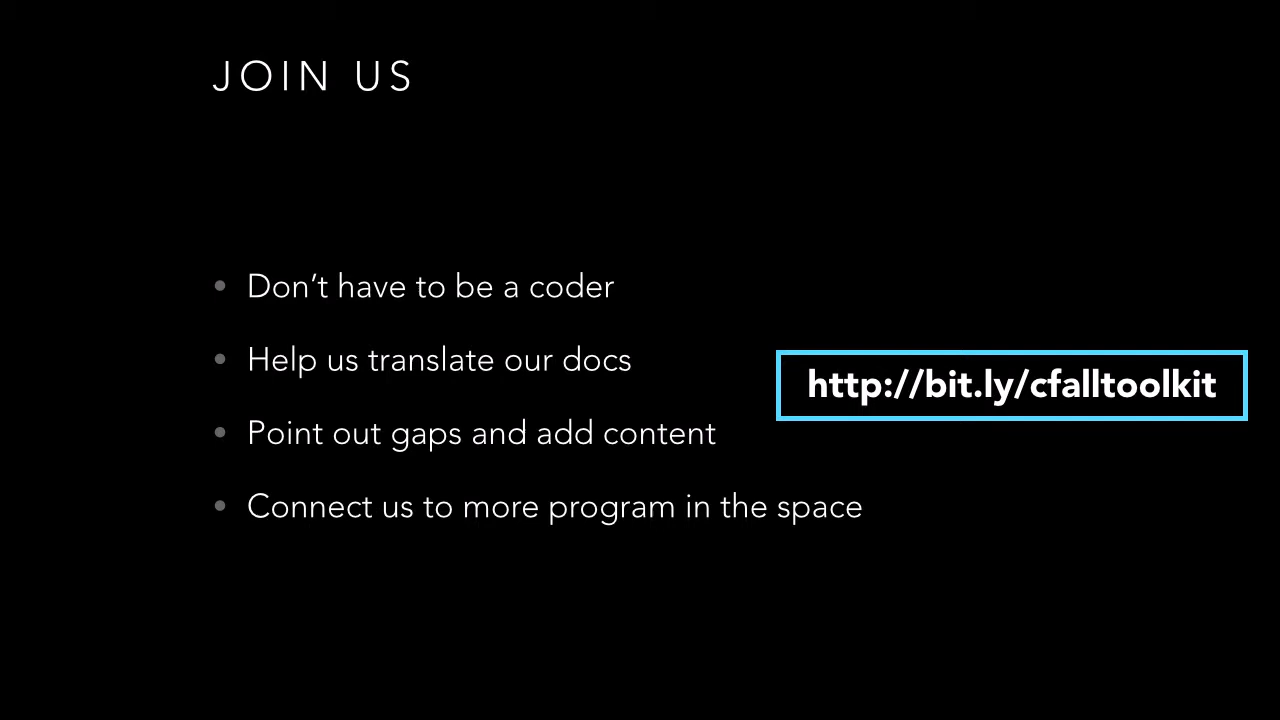 JOIN US
• Don’t have to be a coder
• Help us translate our docs
http://bit.ly/cfalltoolkit
• Point out gaps and add content
• Connect us to more program in the space